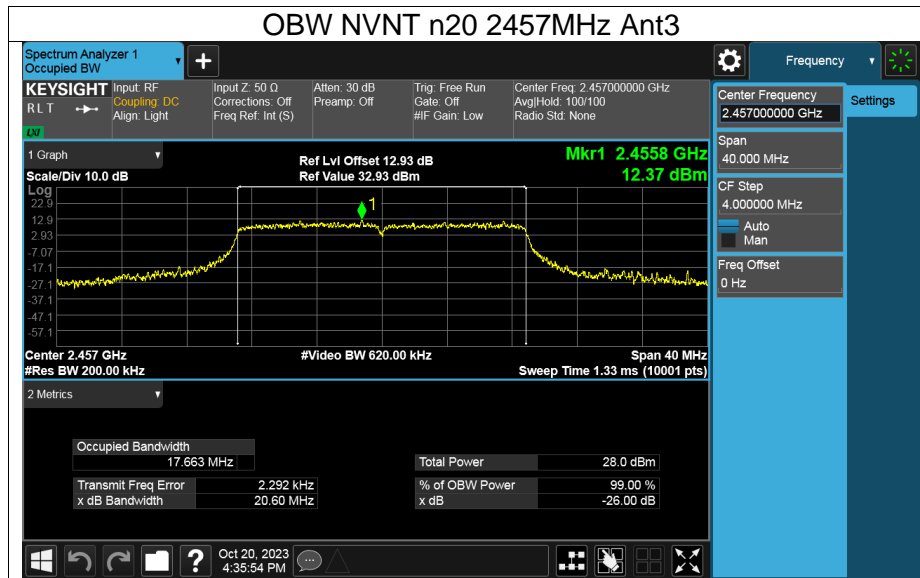 OBW NVNT n20 2457MHz Ant3
Spectrum Analyzer 1
Occupied BW
+
Frequency
KEYSIGHT
R L T
LXI
Input: RF
Coupling: DC
Align: Light
Input Z: 50 Ω
Corrections: Off
Freq Ref: Int (S)
Atten: 30 dB
Preamp: Off
Trig: Free Run
Gate: Off
#IF Gain: Low
Center Freq: 2.457000000 GHz
Avg|Hold: 100/100
Radio Std: None
Center Frequency
2.457000000 GHz
Settings
Span
40.000 MHz
CF Step
4.000000 MHz
Auto
Man
Freq Offset
0 Hz
1 Graph
Ref Lvl Offset 12.93 dB
Mkr1 2.4558 GHz
Scale/Div 10.0 dB
Ref Value 32.93 dBm
12.37 dBm
Log
22.9
12.9
2.93
-7.07
-17.1
-27.1
-37.1
-47.1
-57.1
1
Center 2.457 GHz
#Video BW 620.00 kHz
Span 40 MHz
#Res BW 200.00 kHz
Sweep Time 1.33 ms (10001 pts)
2 Metrics
Occupied Bandwidth
17.663 MHz
Total Power 28.0 dBm
Transmit Freq Error 2.292 kHz
% of OBW Power 99.00 %
x dB Bandwidth 20.60 MHz
x dB -26.00 dB
?
Oct 20, 2023
4:35:54 PM